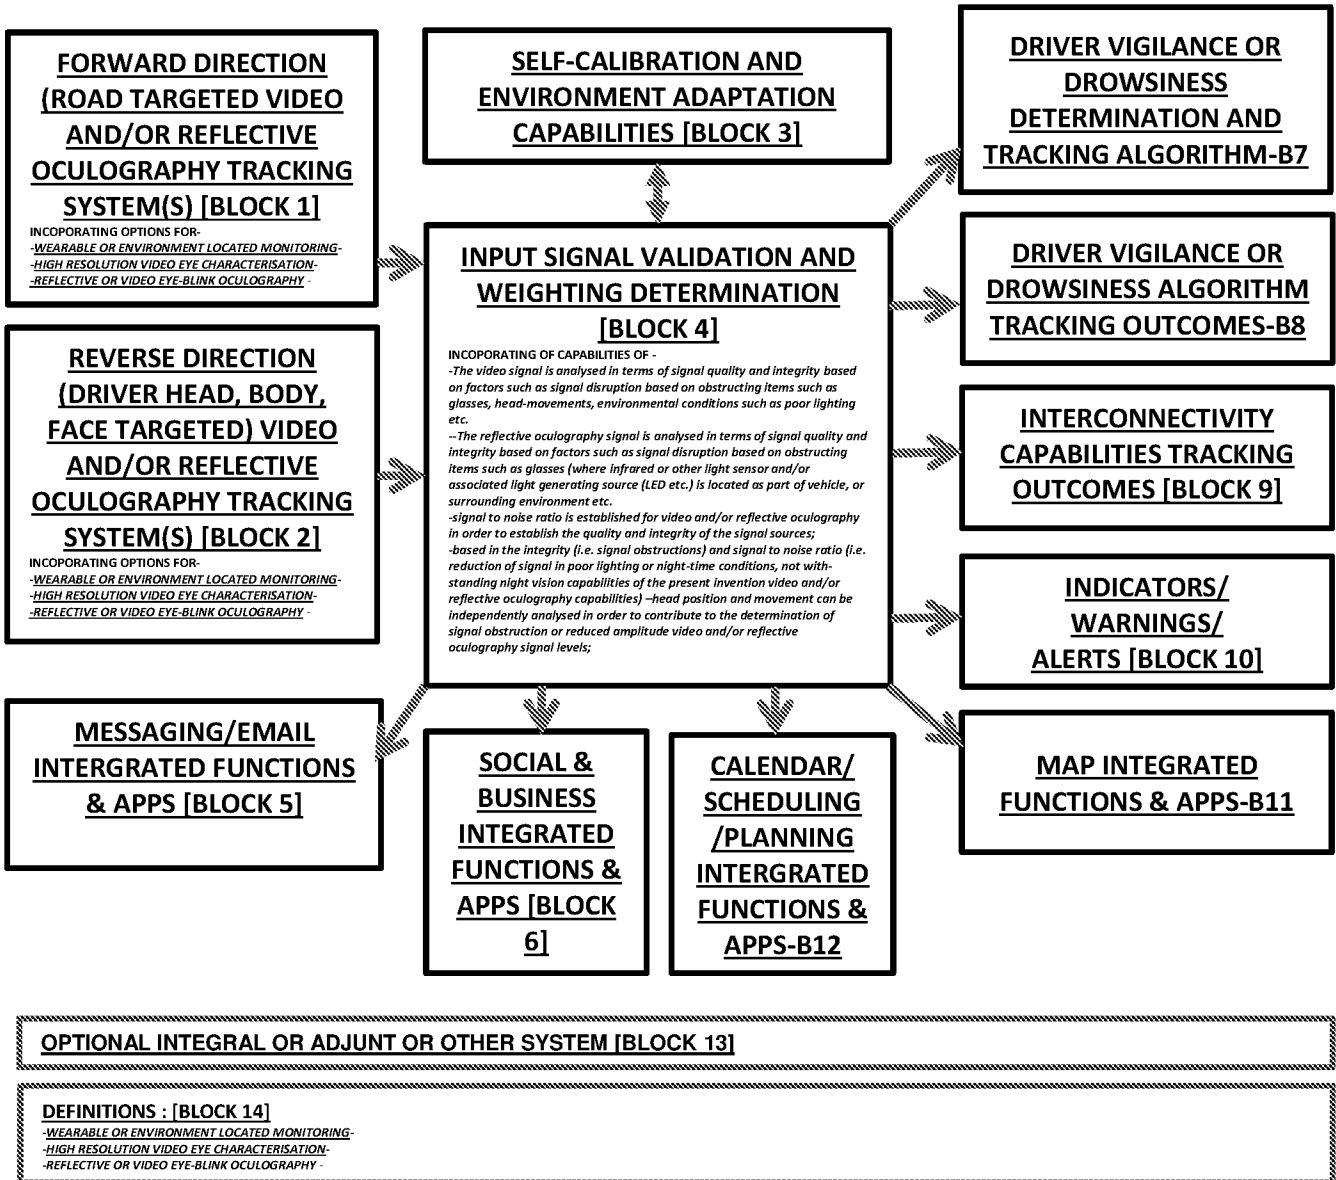 FORWARD DIRECTION
(ROAD TARGETED VIDEO
AND/OR REFLECTIVE
OCULOGRAPHY TRACKING
SYSTEM(S) [BLOCK 1]
INCOPORATING OPTIONS FOR-
-WEARABLE OR ENVIRONMENT LOCATED MONITORING-
-HIGH RESOLUTION VIDEO EYE CHARACTERISATION-
-REFLECTIVE OR VIDEO EYE-BLINK OCULOGRAPHY -
REVERSE DIRECTION
(DRIVER HEAD, BODY,
FACE TARGETED) VIDEO
AND/OR REFLECTIVE
OCULOGRAPHY TRACKING
SYSTEM(S) [BLOCK 2]
INCOPORATING OPTIONS FOR-
-WEARABLE OR ENVIRONMENT LOCATED MONITORING-
-HIGH RESOLUTION VIDEO EYE CHARACTERISATION-
-REFLECTIVE OR VIDEO EYE-BLINK OCULOGRAPHY -
SELF-CALIBRATION AND
ENVIRONMENT ADAPTATION
CAPABILITIES [BLOCK 3]
INPUT SIGNAL VALIDATION AND
WEIGHTING DETERMINATION
[BLOCK 4]
INCOPORATING OF CAPABILITIES OF -
-The video signal is analysed in terms of signal quality and integrity based
on factors such as signal disruption based on obstructing items such as
glasses, head-movements, environmental conditions such as poor lighting
etc.
--The reflective oculography signal is analysed in terms of signal quality and
integrity based on factors such as signal disruption based on obstructing
items such as glasses (where infrared or other light sensor and/or
associated light generating source (LED etc.) is located as part of vehicle, or
surrounding environment etc.
-signal to noise ratio is established for video and/or reflective oculography
in order to establish the quality and integrity of the signal sources;
-based in the integrity (i.e. signal obstructions) and signal to noise ratio (i.e.
reduction of signal in poor lighting or night-time conditions, not with-
standing night vision capabilities of the present invention video and/or
reflective oculography capabilities) –head position and movement can be
independently analysed in order to contribute to the determination of
signal obstruction or reduced amplitude video and/or reflective
oculography signal levels;
DRIVER VIGILANCE OR
DROWSINESS
DETERMINATION AND
TRACKING ALGORITHM-B7
DRIVER VIGILANCE OR
DROWSINESS ALGORITHM
TRACKING OUTCOMES-B8
INTERCONNECTIVITY
CAPABILITIES TRACKING
OUTCOMES [BLOCK 9]
INDICATORS/
WARNINGS/
ALERTS [BLOCK 10]
MAP INTEGRATED
FUNCTIONS & APPS-B11
MESSAGING/EMAIL
INTERGRATED FUNCTIONS
& APPS [BLOCK 5]
SOCIAL &
BUSINESS
INTEGRATED
FUNCTIONS &
APPS [BLOCK
6]
CALENDAR/
SCHEDULING
/PLANNING
INTERGRATED
FUNCTIONS &
APPS-B12
OPTIONAL INTEGRAL OR ADJUNT OR OTHER SYSTEM [BLOCK 13]
DEFINITIONS : [BLOCK 14]
-WEARABLE OR ENVIRONMENT LOCATED MONITORING-
-HIGH RESOLUTION VIDEO EYE CHARACTERISATION-
-REFLECTIVE OR VIDEO EYE-BLINK OCULOGRAPHY -